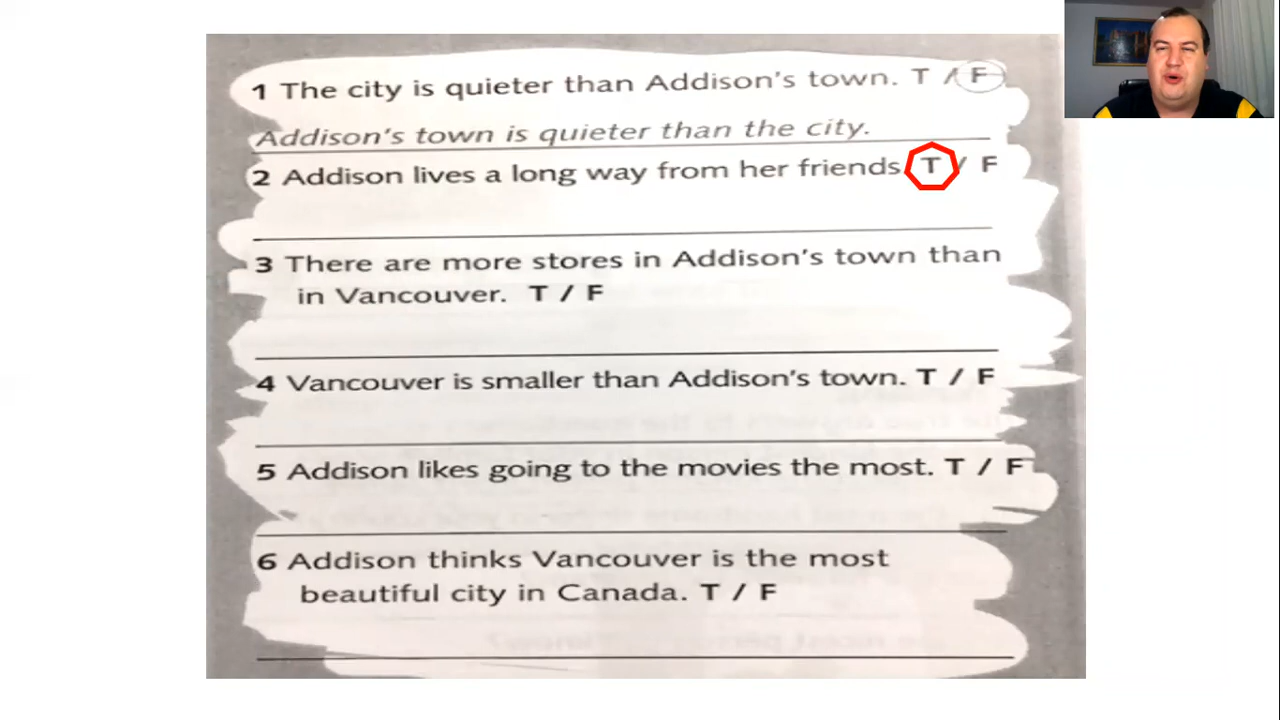 1 The city is quieter than Addison's town. T / F
Addison's town is quieter than the city.
2 Addison lives a long way from her friends. T / F
3 There are more stores in Addison's town than
in Vancouver. T / F
4 Vancouver is smaller than Addison's town. T / F
5 Addison likes going to the movies the most. T / F
6 Addison thinks Vancouver is the most
beautiful city in Canada. T / F